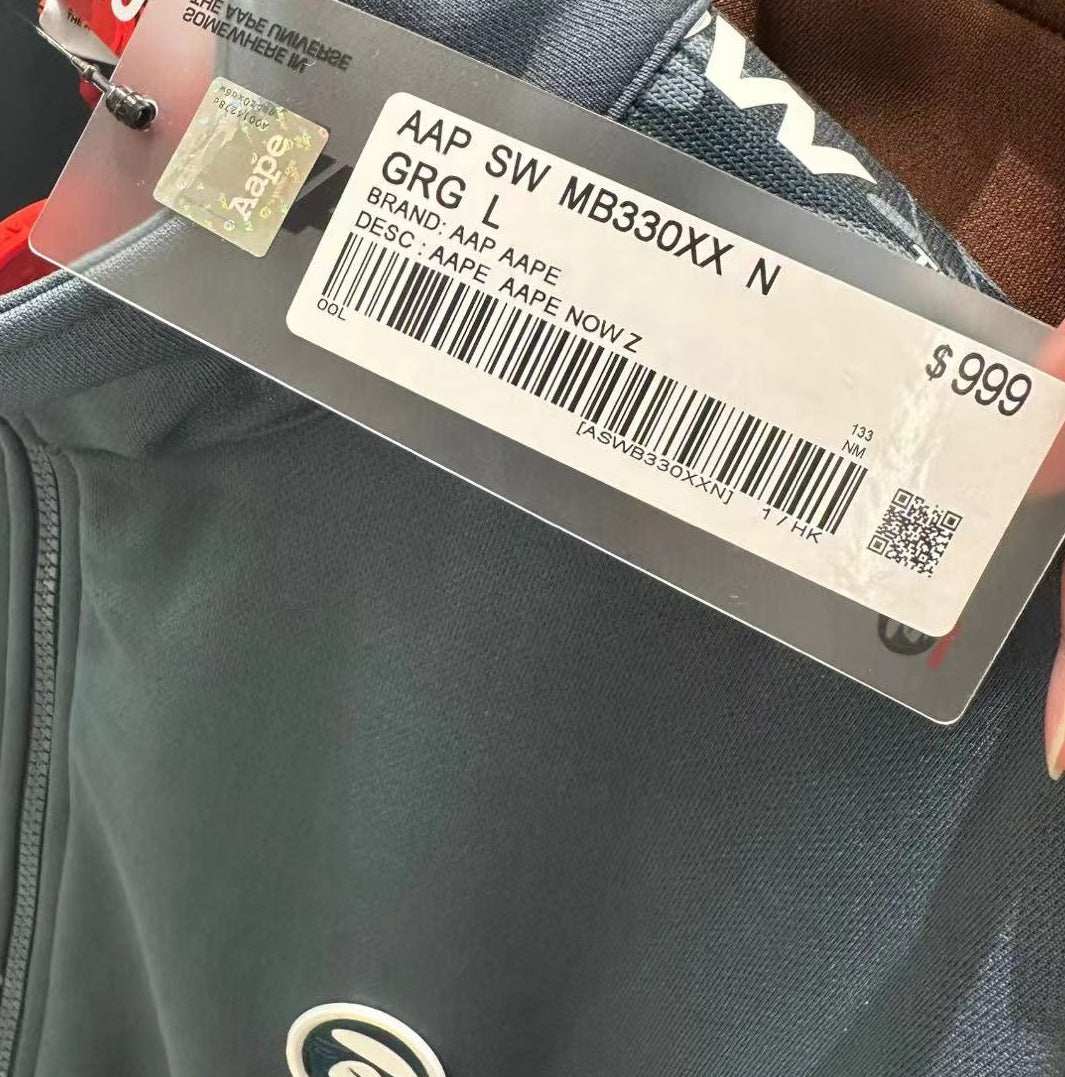 SOMEWHERE IN,
THE AAPE UNIVERSE
Aape
AAP SW MB330XX N
GRG L
BRAND: AAP AAPE
DESC : AAPE AAPE NOW Z
$999
00L
133
NM
[ASWB330XXN]
1 / HK